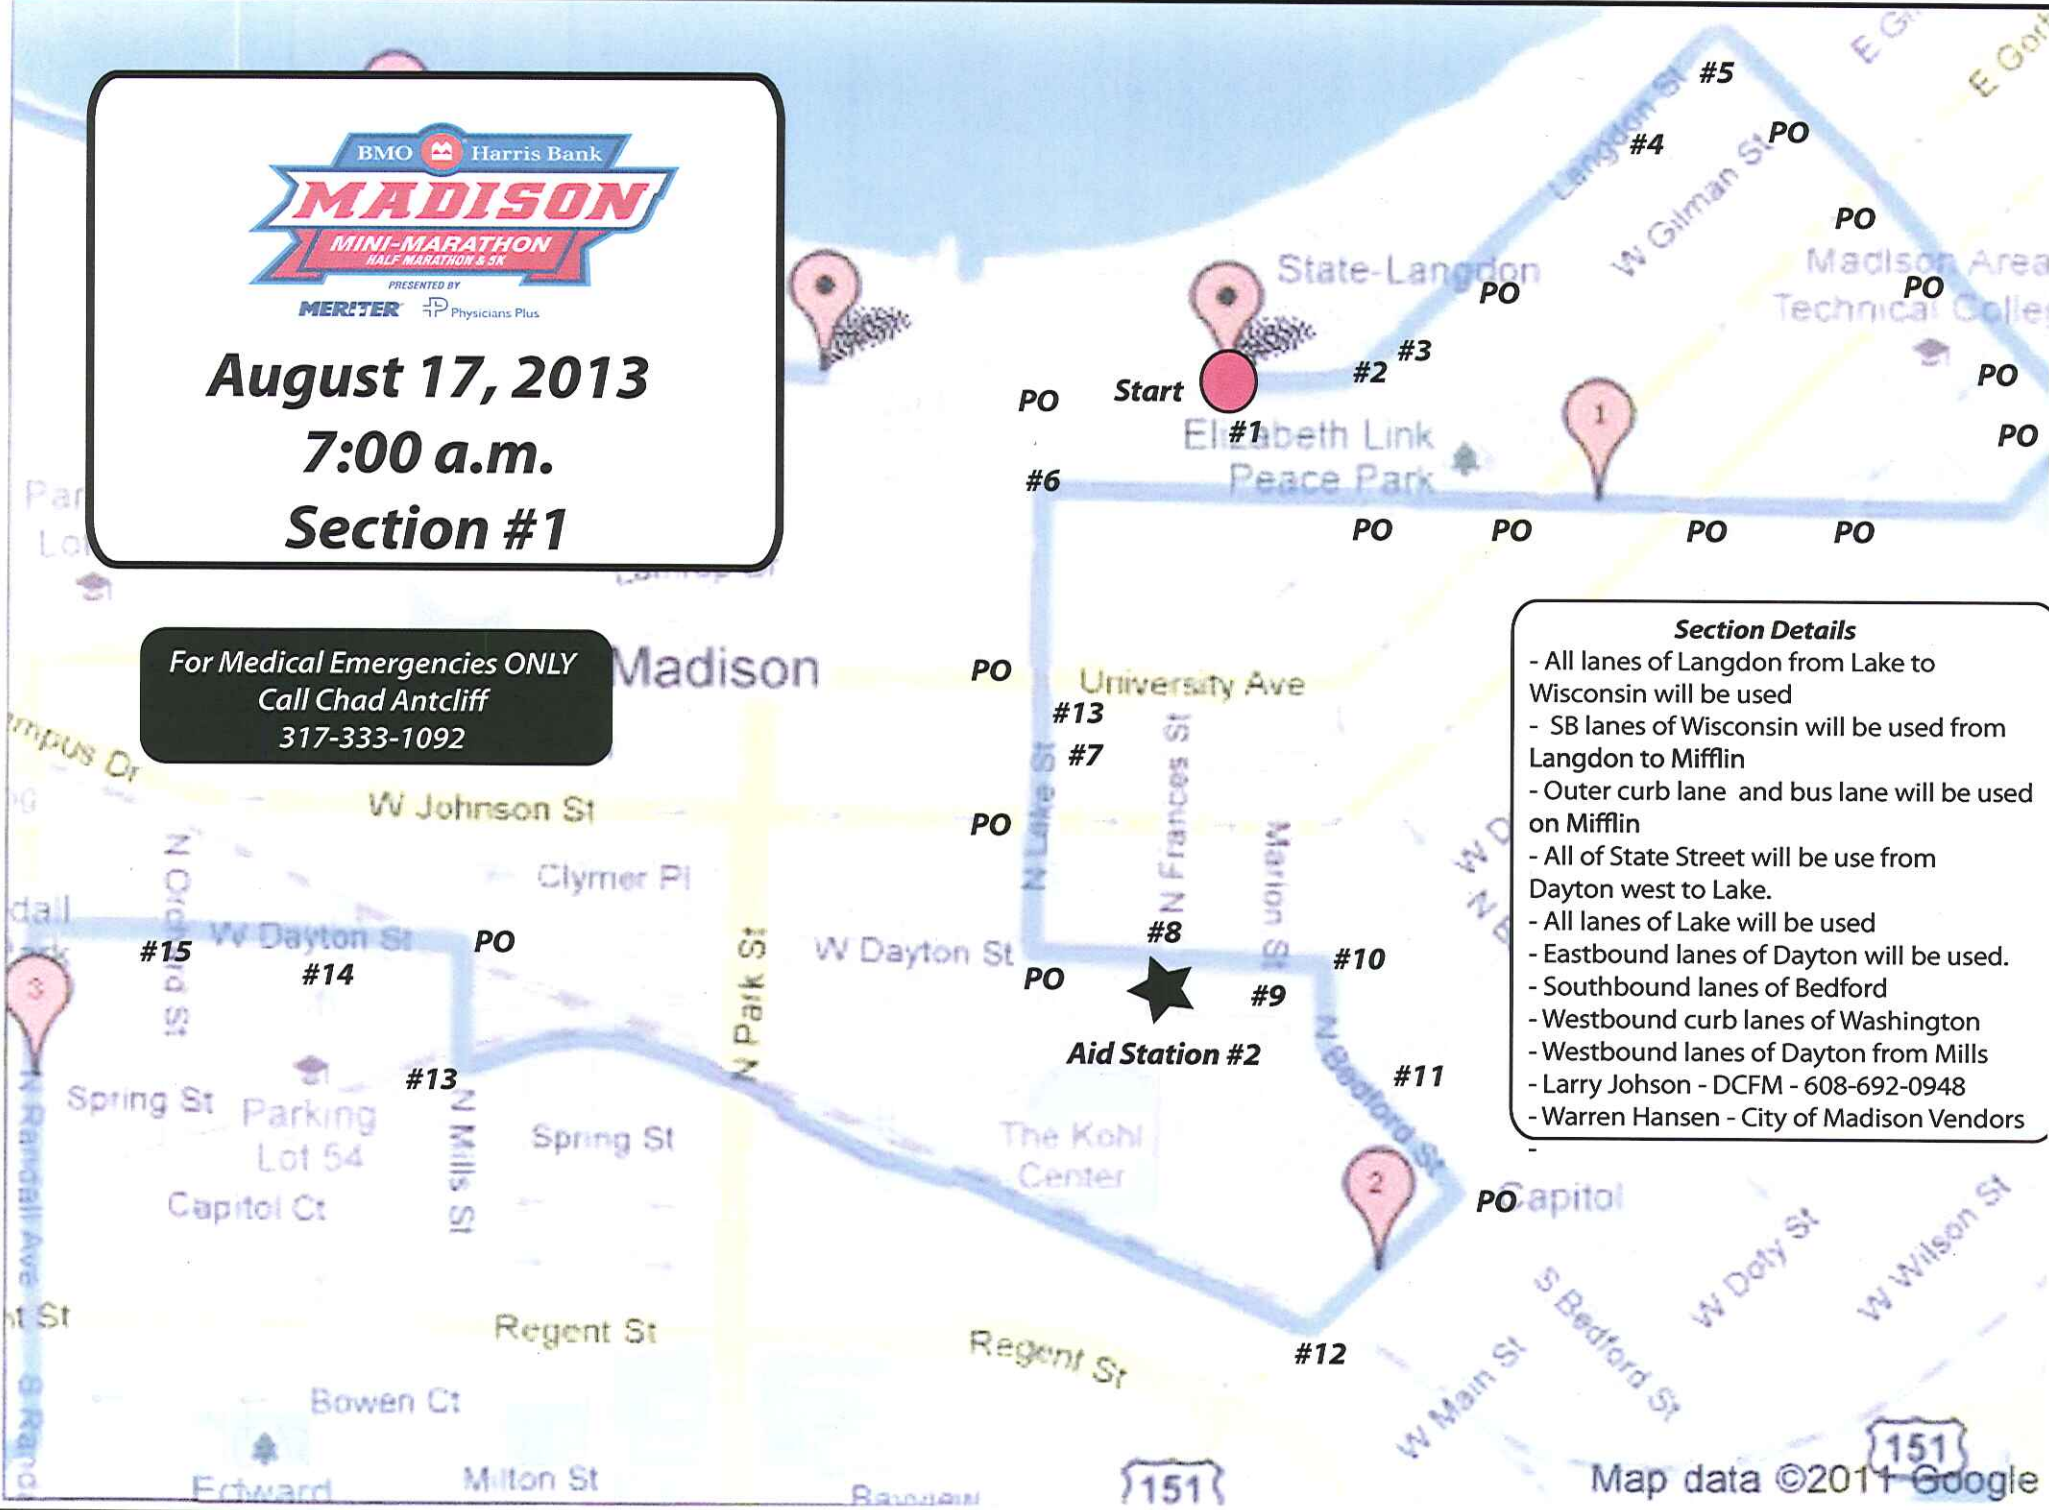 BMO Harris Bank
MADISON
MINI-MARATHON
HALF MARATHON & 5K
PRESENTED BY
MERITER Physicians Plus
August 17, 2013
7:00 a.m.
Section #1
For Medical Emergencies ONLY
Call Chad Antcliff
317-333-1092
#5
#4
PO
Langdon St
W Gilman St
PO
Madison Area
Technical
PO
State-Langdon
PO
#3
#2
PO
PO
Start
#1
PO
1
Elizabeth Link
Peace Park
#6
PO
PO
PO
PO
Madison
PO
University Ave
#13
#7
N Lake St
N Frances St
Marion St
W Johnson St
PO
Clymer Pl
N Orchard St
W Dayton St
#15
#14
PO
N Park St
W Dayton St
#8
#10
PO
#9
Aid Station #2
3
#13
Spring St
Parking
Lot 54
N Mills St
Spring St
The Kohl
Center
N Bedford St
#11
2
PO
Capitol
Capitol Ct
N Randall Ave
Regent St
Regent St
#12
W Main St
S Bedford St
W Doty St
W Wilson St
Bowen Ct
Milton St
Edward
151
151
Map data ©2011 Google
Section Details
- All lanes of Langdon from Lake to
Wisconsin will be used
- SB lanes of Wisconsin will be used from
Langdon to Mifflin
- Outer curb lane and bus lane will be used
on Mifflin
- All of State Street will be use from
Dayton west to Lake.
- All lanes of Lake will be used
- Eastbound lanes of Dayton will be used.
- Southbound lanes of Bedford
- Westbound curb lanes of Washington
- Westbound lanes of Dayton from Mills
- Larry Johson - DCFM - 608-692-0948
- Warren Hansen - City of Madison Vendors
-